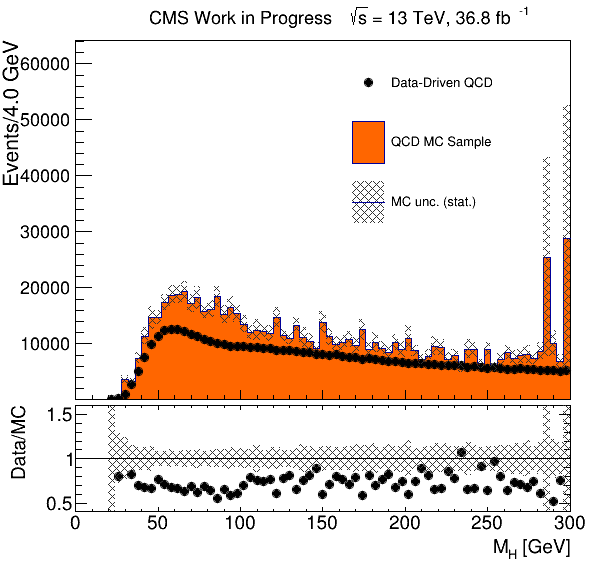 CMS Work in Progress √s = 13 TeV, 36.8 fb⁻¹
Events/4.0 GeV
60000
50000
40000
30000
20000
10000
Data-Driven QCD
QCD MC Sample
MC unc. (stat.)
Data/MC
1.5
1
0.5
0 50 100 150 200 250 300
M_H [GeV]